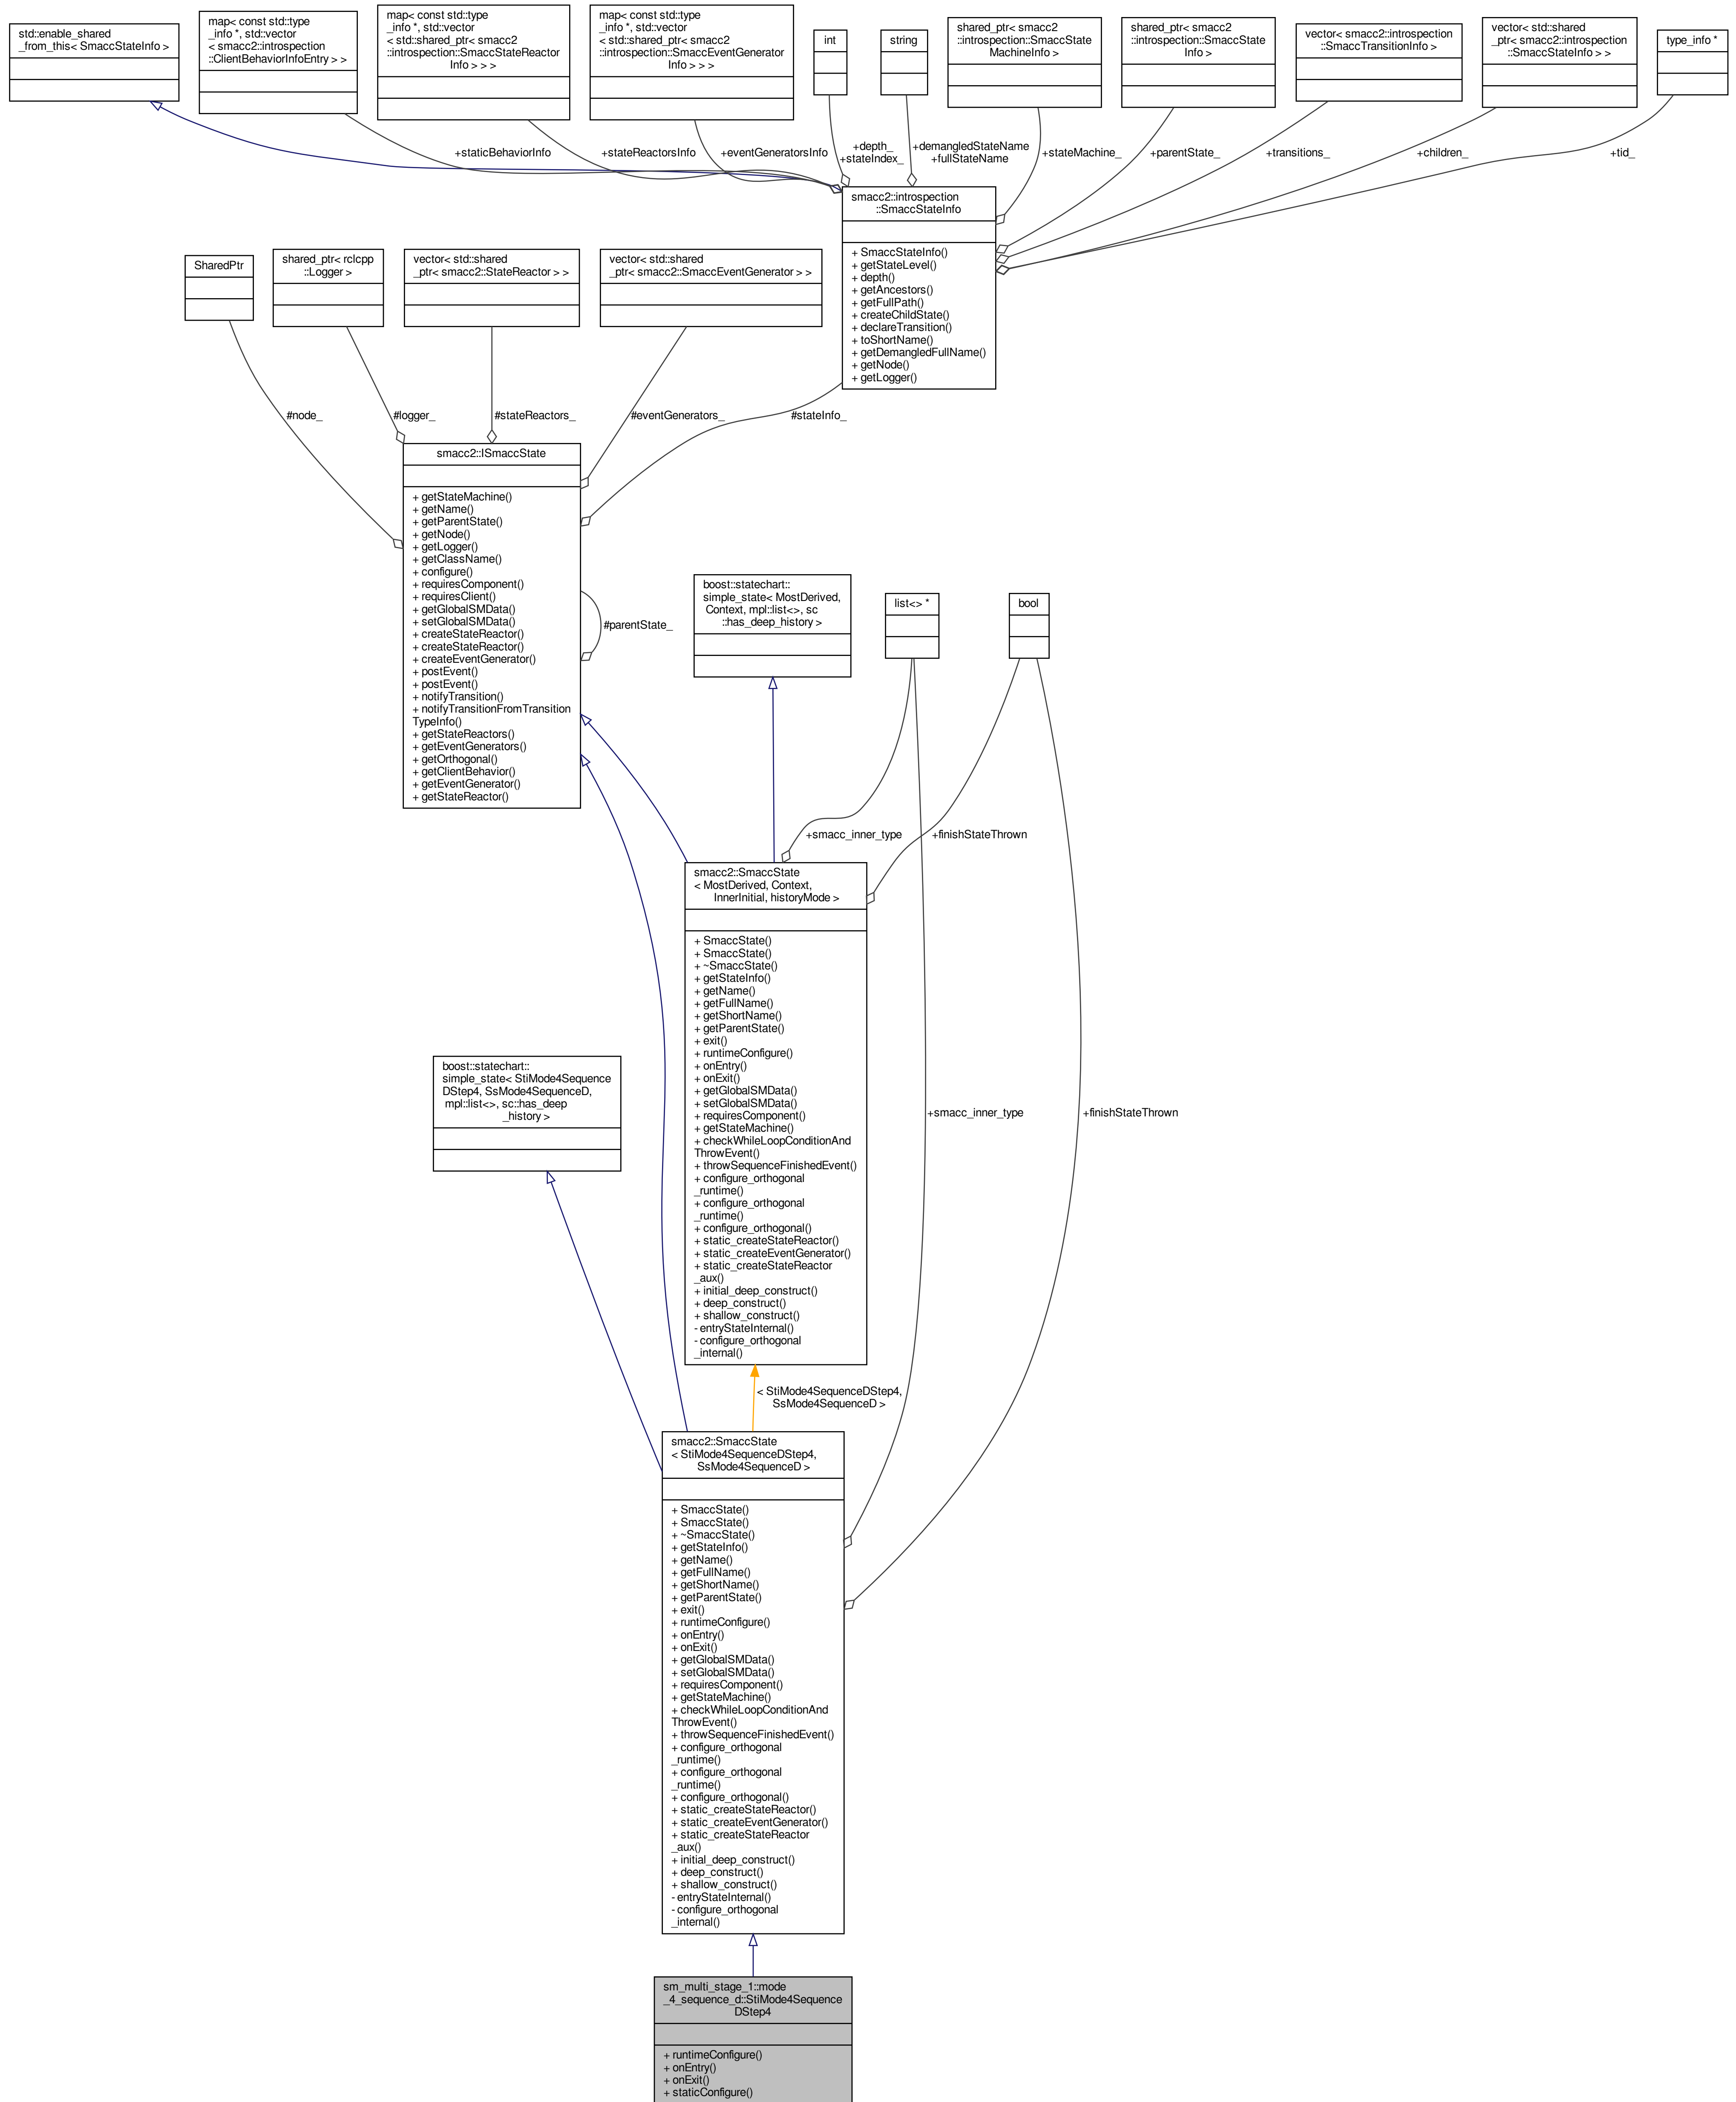 std::enable_shared
_from_this< SmaccStateInfo >
map< const std::type
_info *, std::vector
< smacc2::introspection
::ClientBehaviorInfoEntry > >
map< const std::type
_info *, std::vector
< std::shared_ptr< smacc2
::introspection::SmaccStateReactor
Info > > >
map< const std::type
_info *, std::vector
< std::shared_ptr< smacc2
::introspection::SmaccEventGenerator
Info > > >
int
string
shared_ptr< smacc2
::introspection::SmaccState
MachineInfo >
shared_ptr< smacc2
::introspection::SmaccState
Info >
vector< smacc2::introspection
::SmaccTransitionInfo >
vector< std::shared
_ptr< smacc2::introspection
::SmaccStateInfo > >
type_info *
+staticBehaviorInfo
+stateReactorsInfo
+eventGeneratorsInfo
+depth_
+stateIndex_
+demangledStateName
+fullStateName
+stateMachine_
+parentState_
+transitions_
+children_
+tid_
smacc2::introspection
::SmaccStateInfo
+ SmaccStateInfo()
+ getStateLevel()
+ depth()
+ getAncestors()
+ getFullPath()
+ createChildState()
+ declareTransition()
+ toShortName()
+ getDemangledFullName()
+ getNode()
+ getLogger()
SharedPtr
shared_ptr< rclcpp
::Logger >
vector< std::shared
_ptr< smacc2::StateReactor > >
vector< std::shared
_ptr< smacc2::SmaccEventGenerator > >
#node_
#logger_
#stateReactors_
#eventGenerators_
#stateInfo_
smacc2::ISmaccState
+ getStateMachine()
+ getName()
+ getParentState()
+ getNode()
+ getLogger()
+ getClassName()
+ configure()
+ requiresComponent()
+ requiresClient()
+ getGlobalSMData()
+ setGlobalSMData()
+ createStateReactor()
+ createStateReactor()
+ createEventGenerator()
+ postEvent()
+ postEvent()
+ notifyTransition()
+ notifyTransitionFromTransition
TypeInfo()
+ getStateReactors()
+ getEventGenerators()
+ getOrthogonal()
+ getClientBehavior()
+ getEventGenerator()
+ getStateReactor()
#parentState_
boost::statechart::
simple_state< MostDerived,
Context, mpl::list<>, sc
::has_deep_history >
list<> *
bool
+smacc_inner_type
+finishStateThrown
smacc2::SmaccState
< MostDerived, Context,
InnerInitial, historyMode >
+ SmaccState()
+ SmaccState()
+ ~SmaccState()
+ getStateInfo()
+ getName()
+ getFullName()
+ getShortName()
+ getParentState()
+ exit()
+ runtimeConfigure()
+ onEntry()
+ onExit()
+ getGlobalSMData()
+ setGlobalSMData()
+ requiresComponent()
+ getStateMachine()
+ checkWhileLoopConditionAnd
ThrowEvent()
+ throwSequenceFinishedEvent()
+ configure_orthogonal
_runtime()
+ configure_orthogonal
_runtime()
+ configure_orthogonal()
+ static_createStateReactor()
+ static_createEventGenerator()
+ static_createStateReactor
_aux()
+ initial_deep_construct()
+ deep_construct()
+ shallow_construct()
- entryStateInternal()
- configure_orthogonal
_internal()
boost::statechart::
simple_state< StiMode4Sequence
DStep4, SsMode4SequenceD,
mpl::list<>, sc::has_deep
_history >
+smacc_inner_type
+finishStateThrown
< StiMode4SequenceDStep4,
SsMode4SequenceD >
smacc2::SmaccState
< StiMode4SequenceDStep4,
SsMode4SequenceD >
+ SmaccState()
+ SmaccState()
+ ~SmaccState()
+ getStateInfo()
+ getName()
+ getFullName()
+ getShortName()
+ getParentState()
+ exit()
+ runtimeConfigure()
+ onEntry()
+ onExit()
+ getGlobalSMData()
+ setGlobalSMData()
+ requiresComponent()
+ getStateMachine()
+ checkWhileLoopConditionAnd
ThrowEvent()
+ throwSequenceFinishedEvent()
+ configure_orthogonal
_runtime()
+ configure_orthogonal
_runtime()
+ configure_orthogonal()
+ static_createStateReactor()
+ static_createEventGenerator()
+ static_createStateReactor
_aux()
+ initial_deep_construct()
+ deep_construct()
+ shallow_construct()
- entryStateInternal()
- configure_orthogonal
_internal()
sm_multi_stage_1::mode
_4_sequence_d::StiMode4Sequence
DStep4
+ runtimeConfigure()
+ onEntry()
+ onExit()
+ staticConfigure()